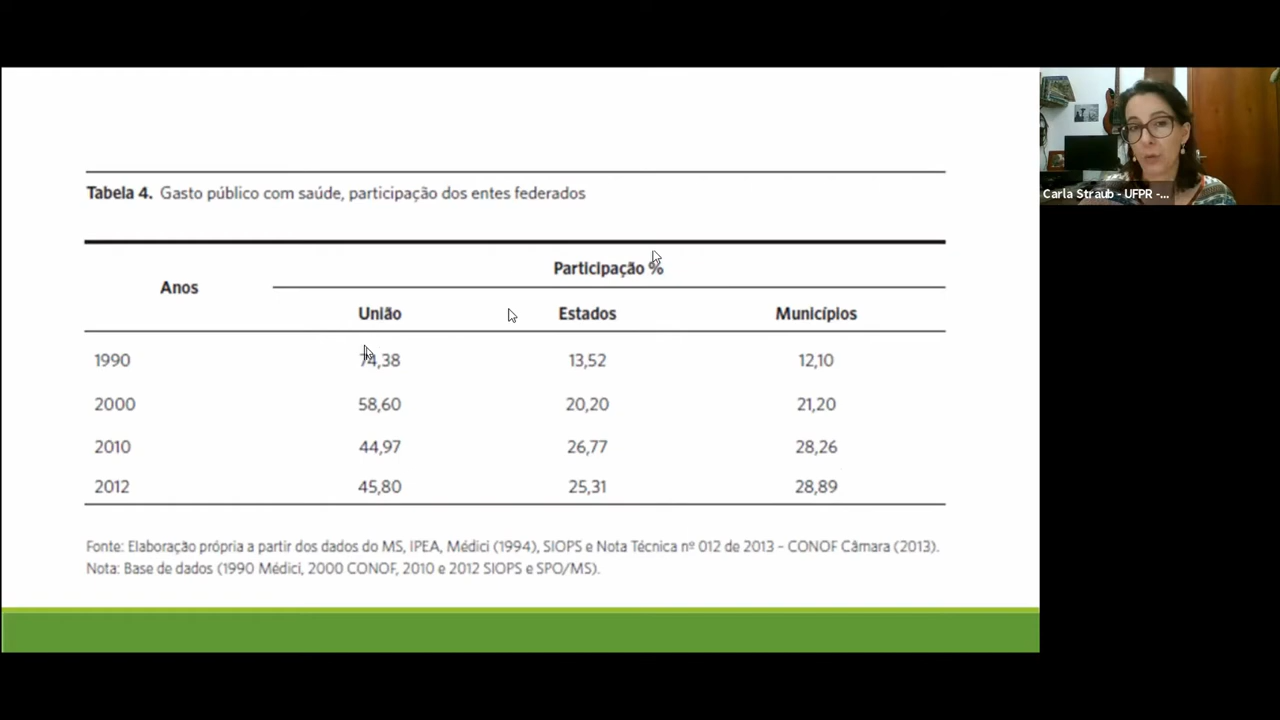 Tabela 4. Gasto público com saúde, participação dos entes federados
Anos
Participação %
União Estados Municípios
1990 74,38 13,52 12,10
2000 58,60 20,20 21,20
2010 44,97 26,77 28,26
2012 45,80 25,31 28,89
Fonte: Elaboração própria a partir dos dados do MS, IPEA, Médici (1994), SIOPS e Nota Técnica nº 012 de 2013 - CONOF Câmara (2013).
Nota: Base de dados (1990 Médici, 2000 CONOF, 2010 e 2012 SIOPS e SPO/MS).
Carla Straub - UFPR -...